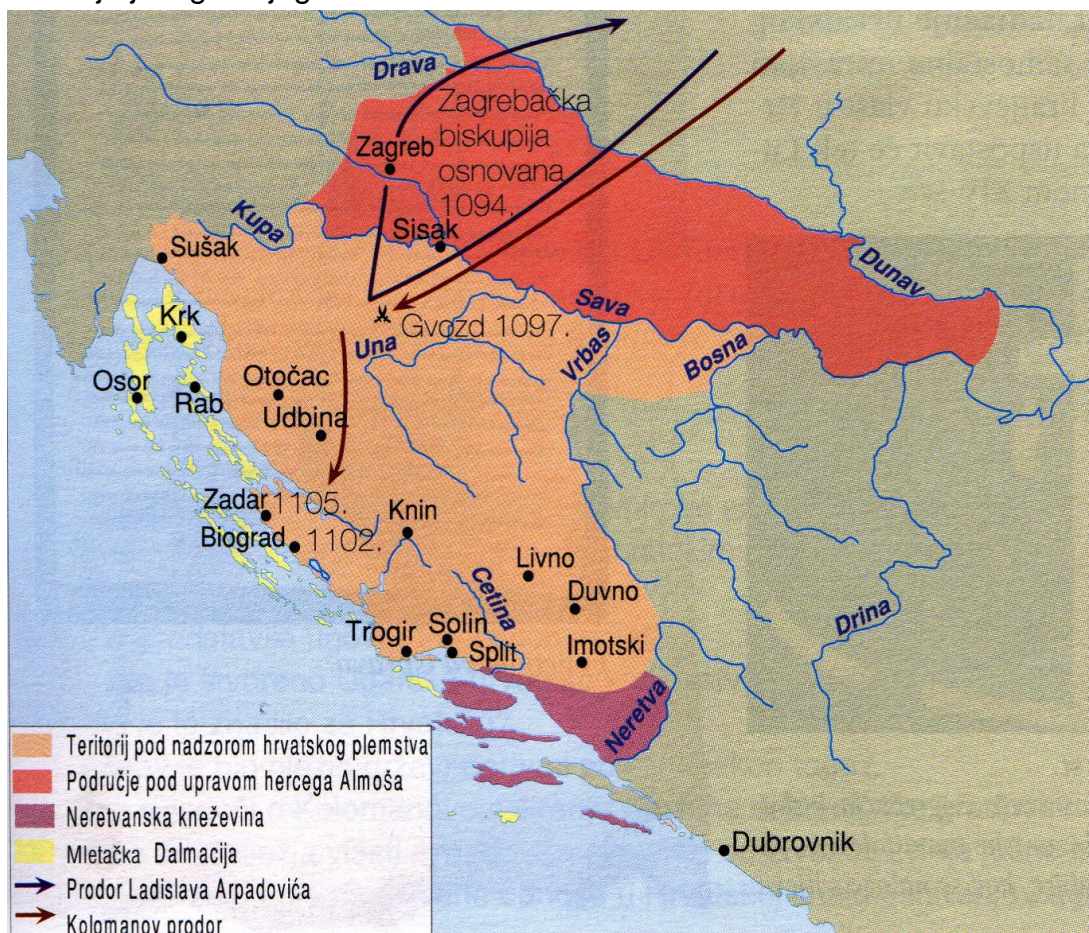 Drava
Zagrebačka
biskupija
osnovana
1094.
Zagreb
Kupa
Sisak
Sušak
Dunav
Sava
Krk
Gvozd 1097.
Una
Vrbas
Bosna
Osor
Rab
Otočac
Udbina
Zadar 1105.
Biograd 1102.
Knin
Livno
Cetina
Duvno
Drina
Trogir
Solin
Split
Imotski
Neretva
Dubrovnik
Teritorij pod nadzorom hrvatskog plemstva
Područje pod upravom hercega Almoša
Neretvanska kneževina
Mletačka Dalmacija
Prodor Ladislava Arpadovića
Kolomanov prodor